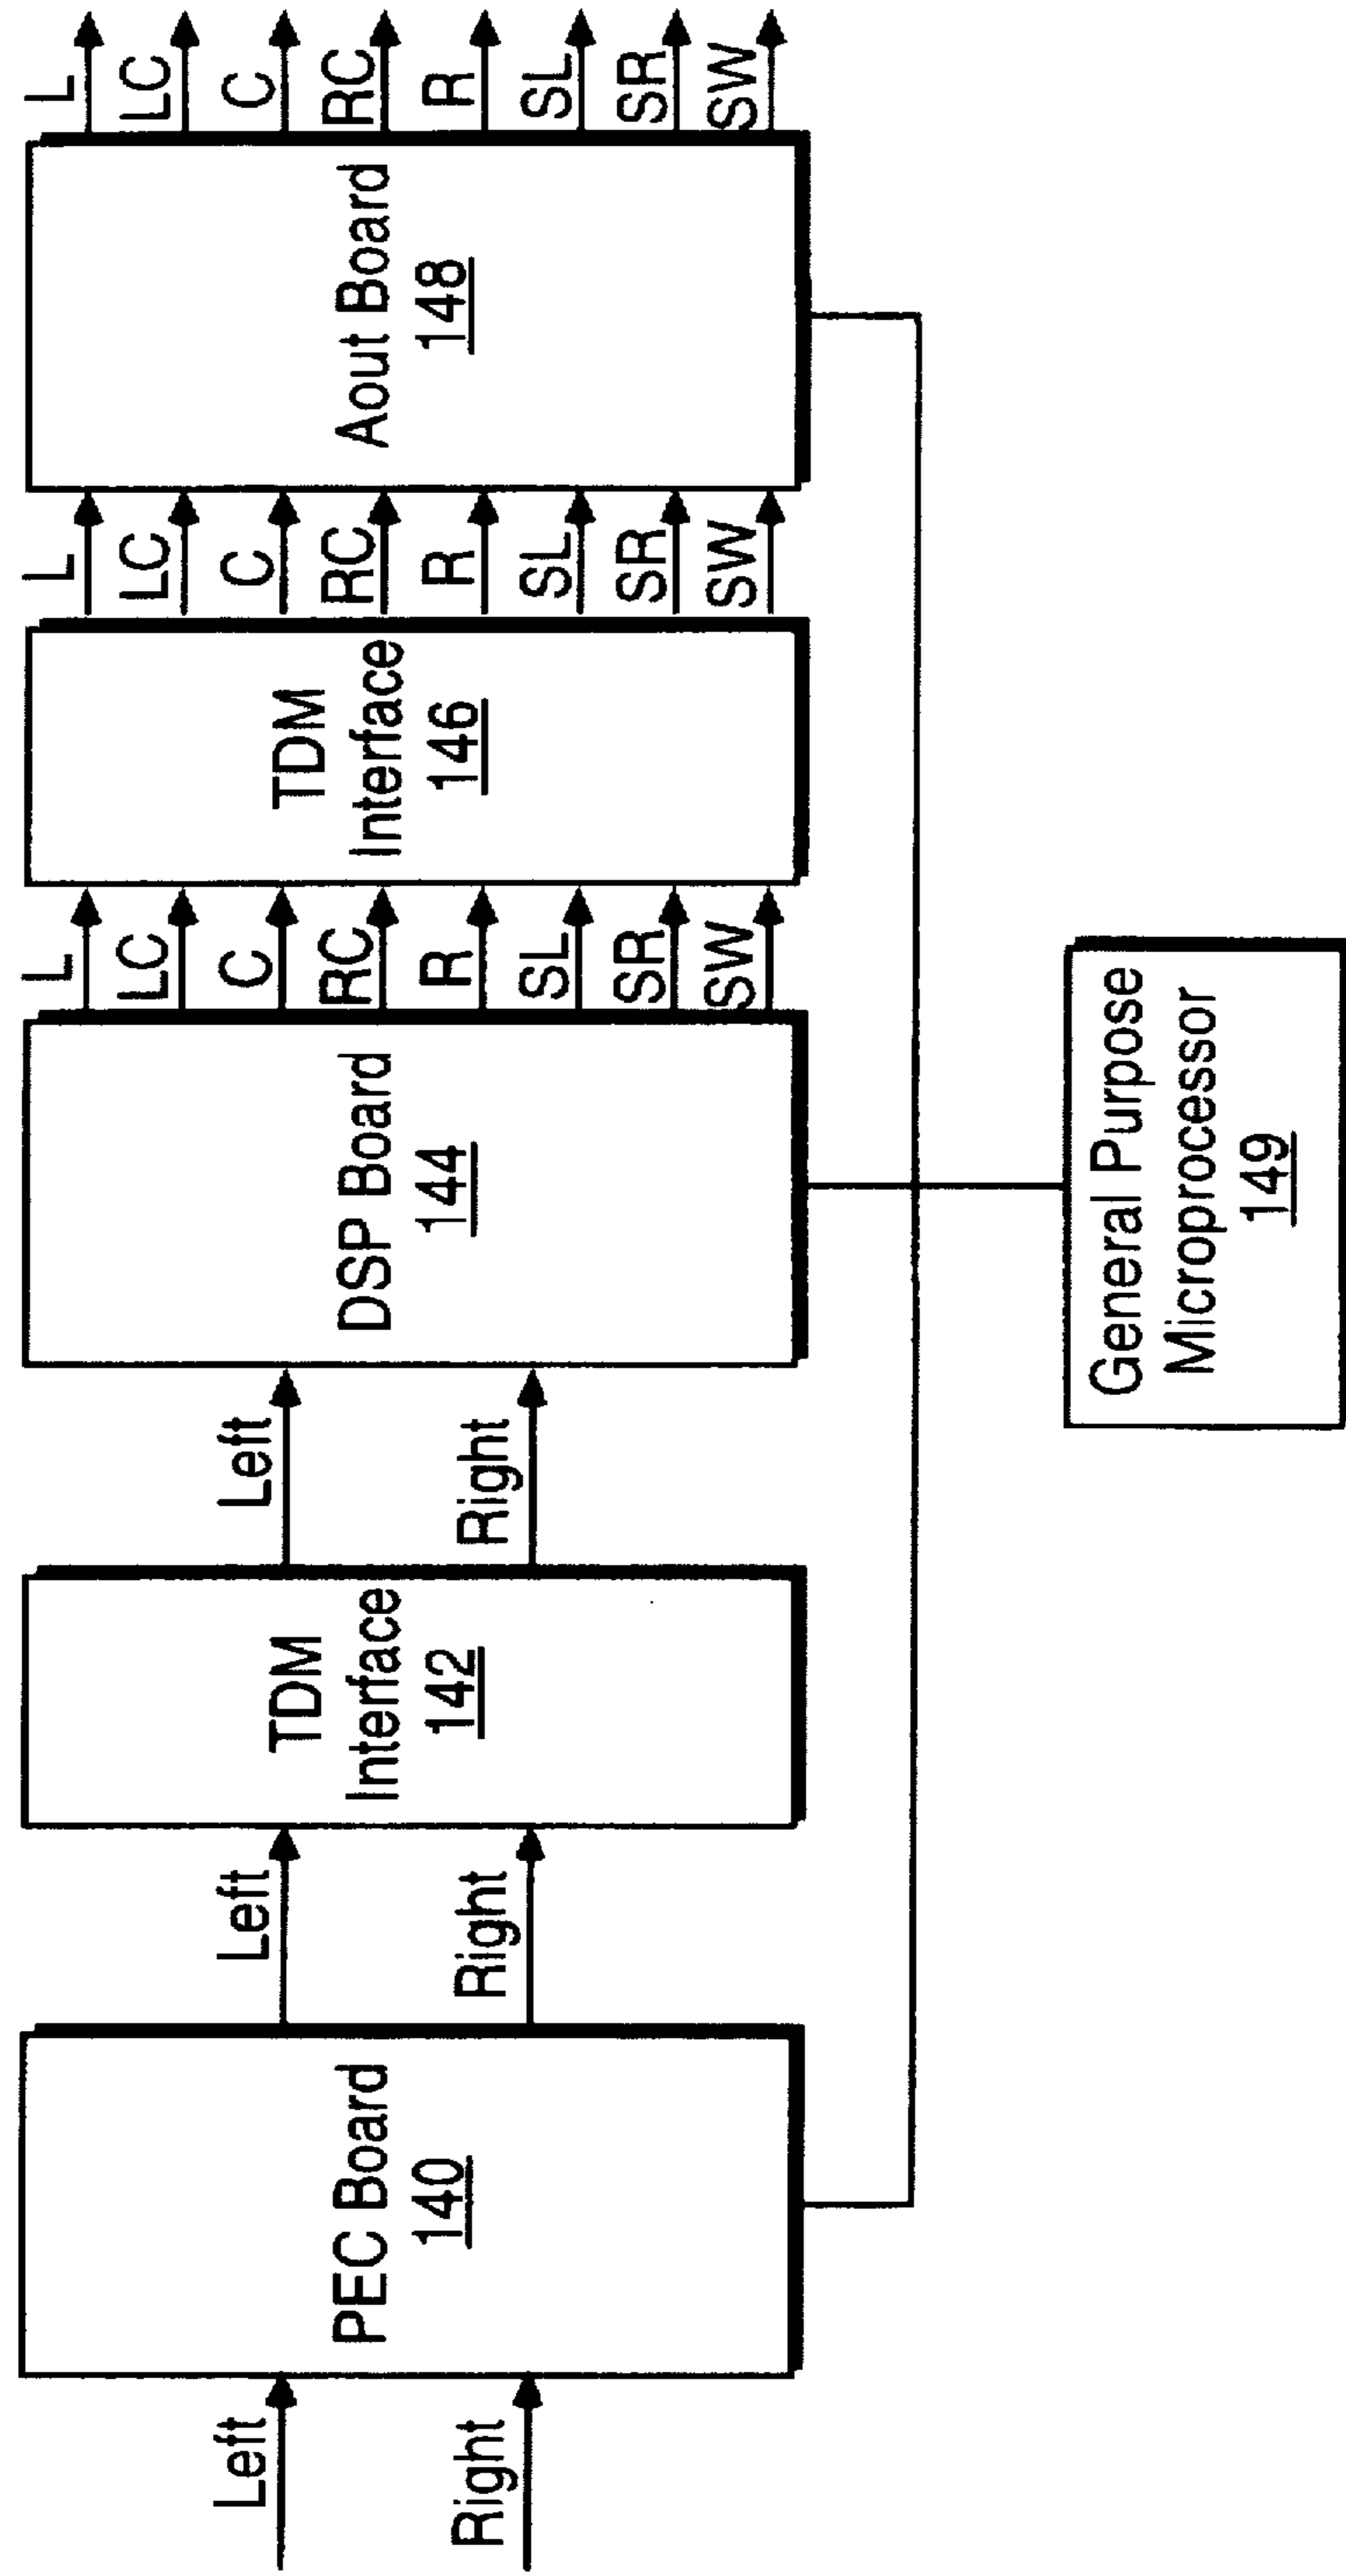 Left
Right
PEC Board
140
Left
Right
TDM
Interface
142
Left
Right
DSP Board
144
L
LC
C
RC
R
SL
SR
SW
TDM
Interface
146
L
LC
C
RC
R
SL
SR
SW
Aout Board
148
L
LC
C
RC
R
SL
SR
SW
General Purpose
Microprocessor
149